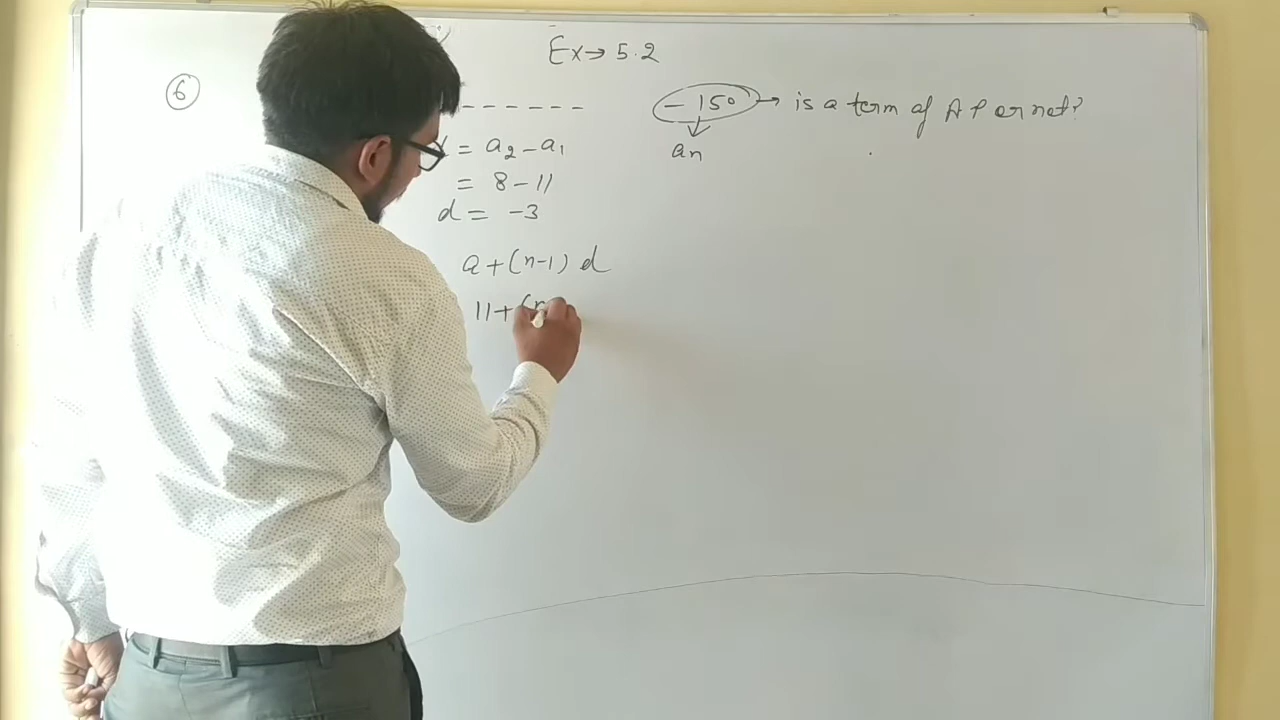 Ex→ 5.2
6
- - - - - -
-150 → is a term of AP or not?
an
= a2 - a1
= 8 - 11
d = -3
a + (n-1) d
11 + (n